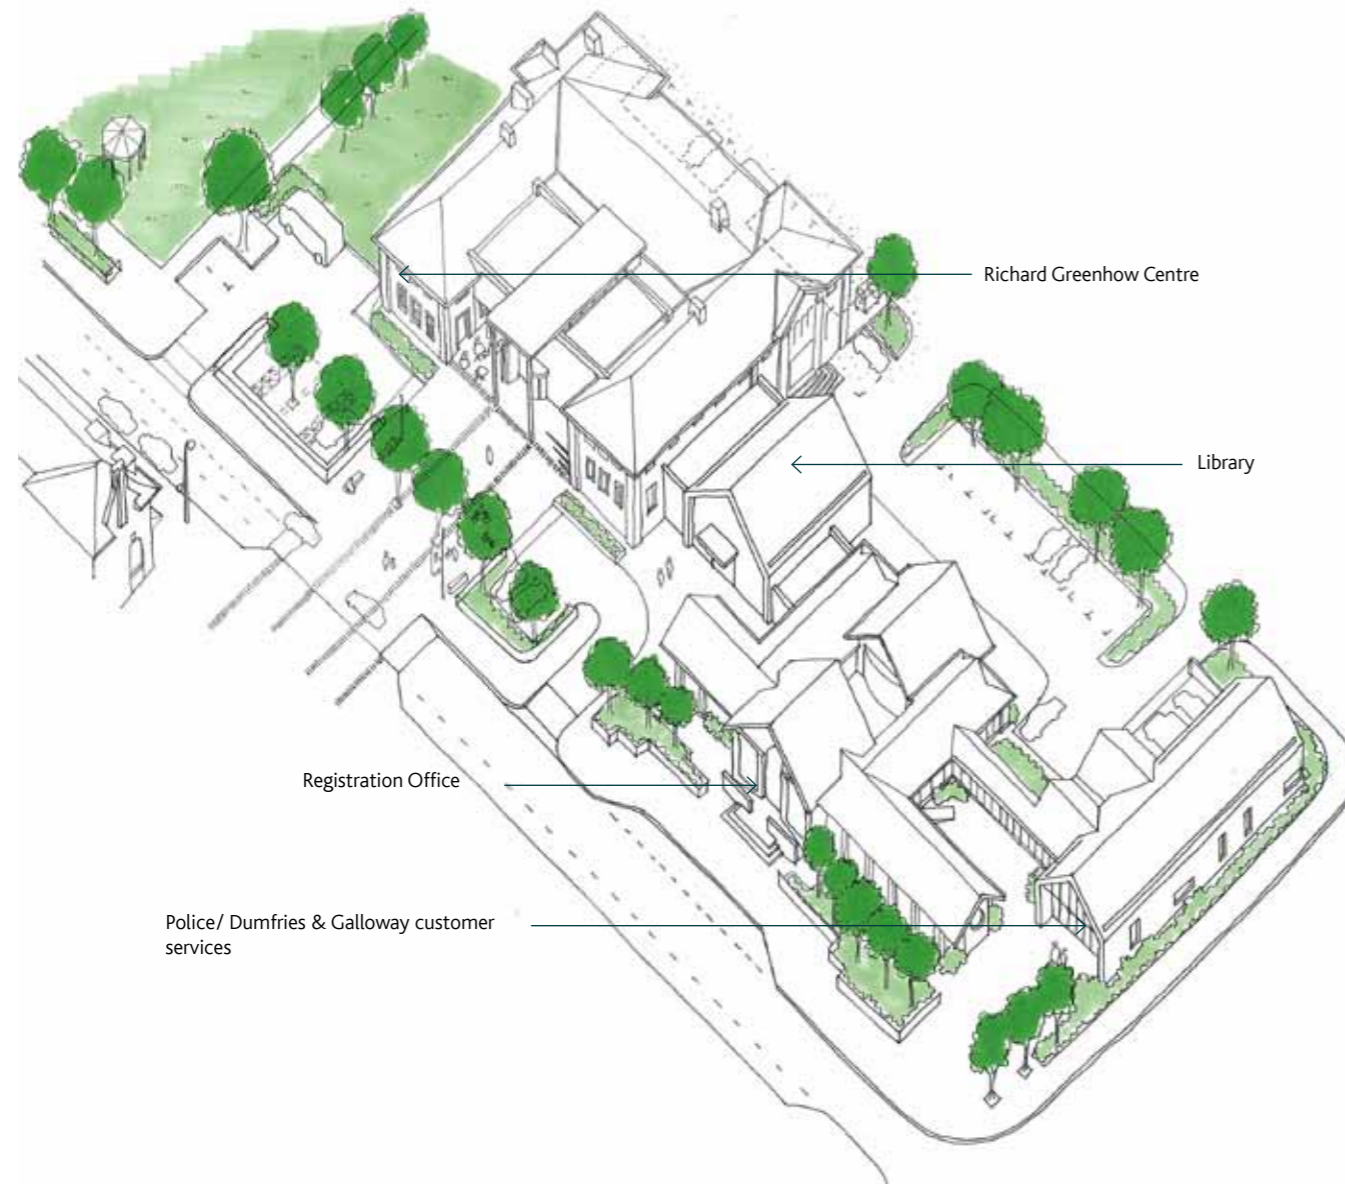 Richard Greenhow Centre
Library
Registration Office
Police/ Dumfries & Galloway customer
services